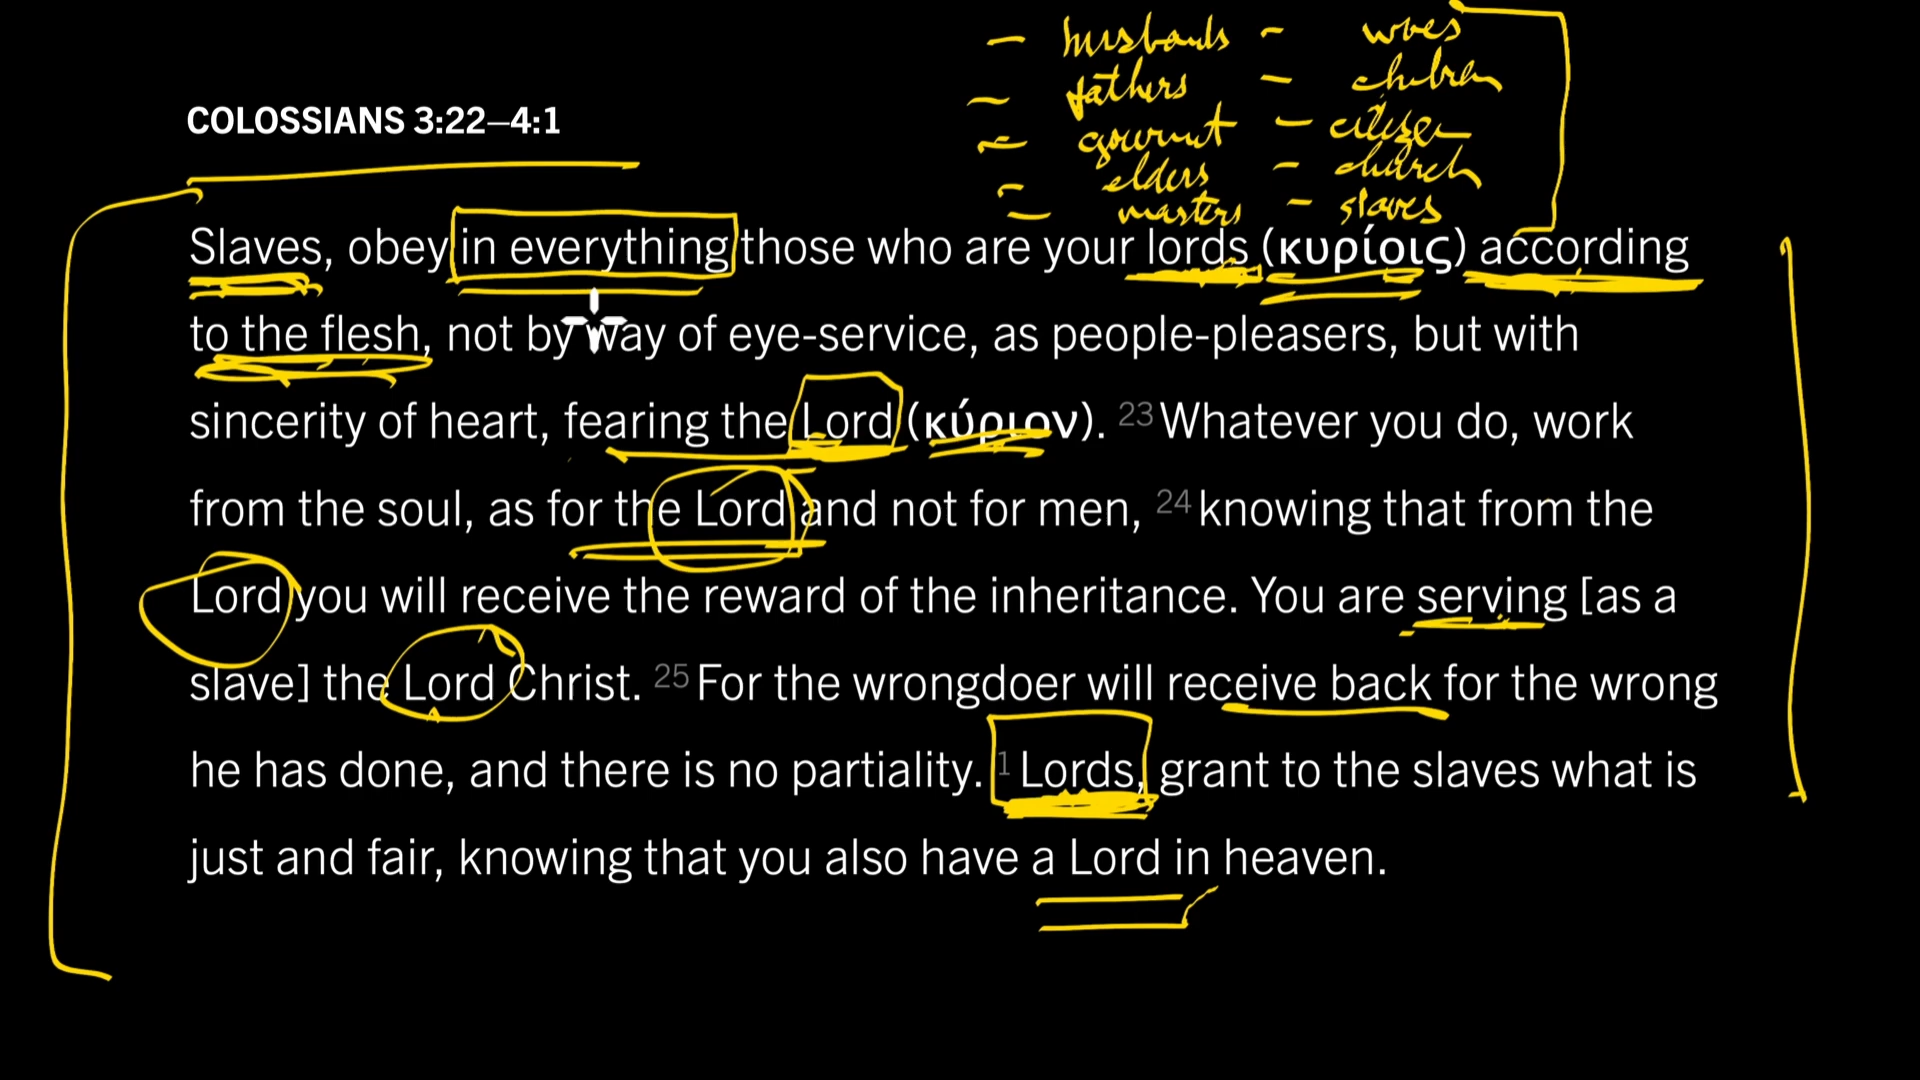 – husbands – wives
– fathers – children
– govermnt – citizen
– elders – church
– masters – slaves
COLOSSIANS 3:22–4:1
Slaves, obey in everything those who are your lords (κυρίοις) according
to the flesh, not by way of eye-service, as people-pleasers, but with
sincerity of heart, fearing the Lord (κύριον). 23 Whatever you do, work
from the soul, as for the Lord and not for men, 24 knowing that from the
Lord you will receive the reward of the inheritance. You are serving [as a
slave] the Lord Christ. 25 For the wrongdoer will receive back for the wrong
he has done, and there is no partiality. 1 Lords, grant to the slaves what is
just and fair, knowing that you also have a Lord in heaven.